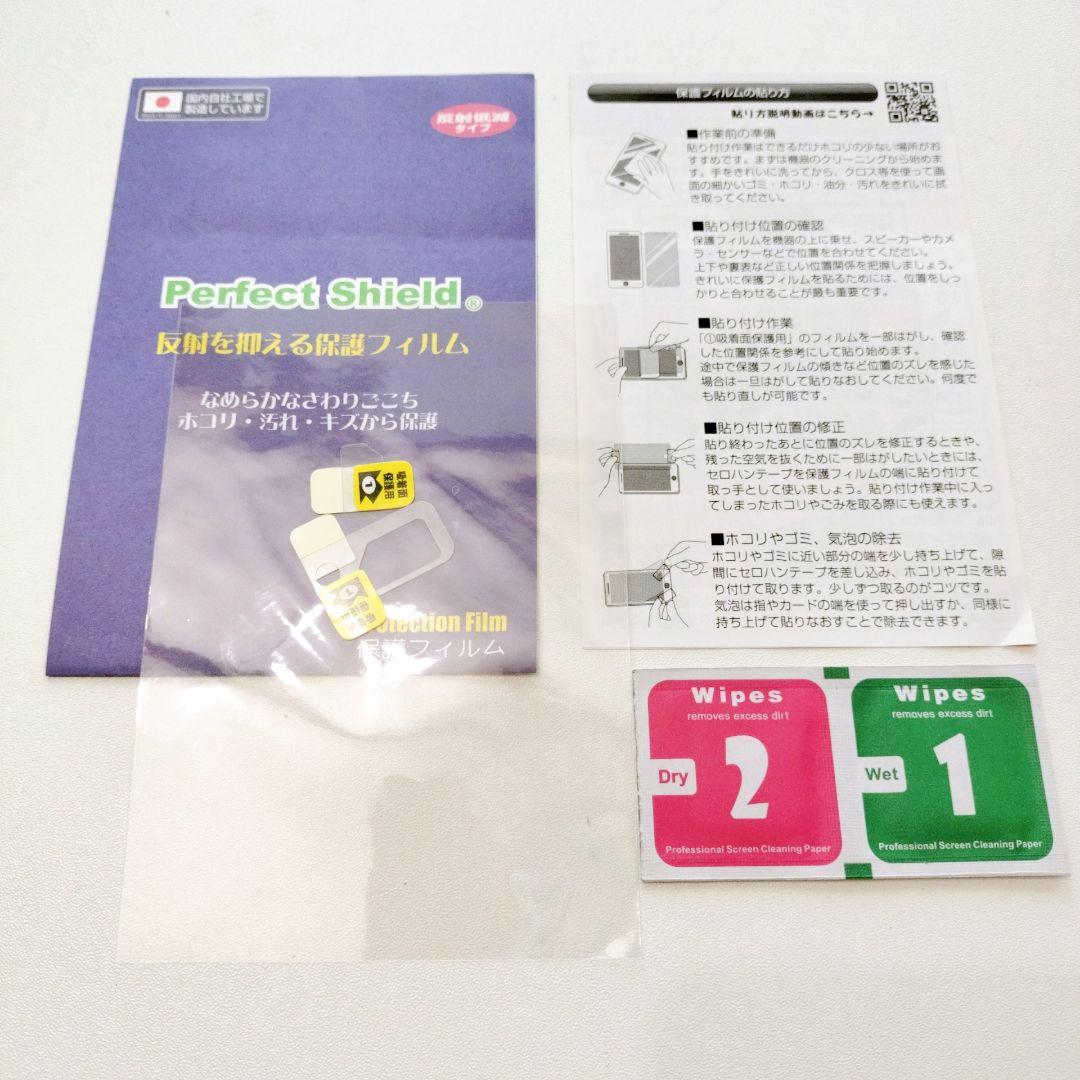 国内自社工場で
製造しています
反射低減
タイプ
Perfect Shield®
反射を抑える保護フィルム
なめらかなさわりごこち
ホコリ・汚れ・キズから保護
吸着面
保護用
①
①
otection Film
保護フィルム
保護フィルムの貼り方
貼り方説明動画はこちら→
■作業前の準備
貼り付け作業はできるだけホコリの少ない場所がお
すすめです。まずは機器のクリーニングから始めま
す。手をきれいに洗ってから、クロス等を使って画
面の細かいゴミ・ホコリ・油分・汚れをきれいに拭
き取ってください。
■貼り付け位置の確認
保護フィルムを機器の上に乗せ、スピーカーやカメ
ラ・センサーなどで位置を合わせてください。
上下や裏表など正しい位置関係を把握しましょう。
きれいに保護フィルムを貼るためには、位置をしっ
かりと合わせることが最も重要です。
■貼り付け作業
「①吸着面保護用」のフィルムを一部はがし、確認
した位置関係を参考にして貼り始めます。
途中で保護フィルムの傾きなど位置のズレを感じた
場合は一旦はがして貼りなおしてください。何度で
も貼り直しが可能です。
■貼り付け位置の修正
貼り終わったあとに位置のズレを修正するときや、
残った空気を抜くために一部はがしたいときには、
セロハンテープを保護フィルムの端に貼り付けて
取っ手として使いましょう。貼り付け作業中に入っ
てしまったホコリやごみを取る際にも使えます。
■ホコリやゴミ、気泡の除去
ホコリやゴミに近い部分の端を少し持ち上げて、隙
間にセロハンテープを差し込み、ホコリやゴミを貼
り付けて取ります。少しずつ取るのがコツです。
気泡は指やカードの端を使って押し出すか、同様に
持ち上げて貼りなおすことで除去できます。
Wipes
removes excess dirt
Dry
2
Professional Screen Cleaning Paper
Wipes
removes excess dirt
Wet
1
Professional Screen Cleaning Paper